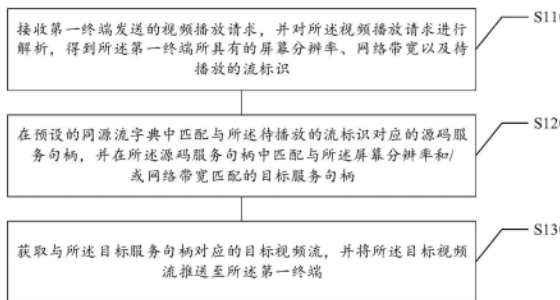 接收第一终端发送的视频播放请求，并对所述视频播放请求进行
解析，得到所述第一终端所具有的屏幕分辨率、网络带宽以及待
播放的流标识
S110
在预设的同源流字典中匹配与所述待播放的流标识对应的源码服
务句柄，并在所述源码服务句柄中匹配与所述屏幕分辨率和/
或网络带宽匹配的目标服务句柄
S120
获取与所述目标服务句柄对应的目标视频流，并将所述目标视频
流推送至所述第一终端
S130